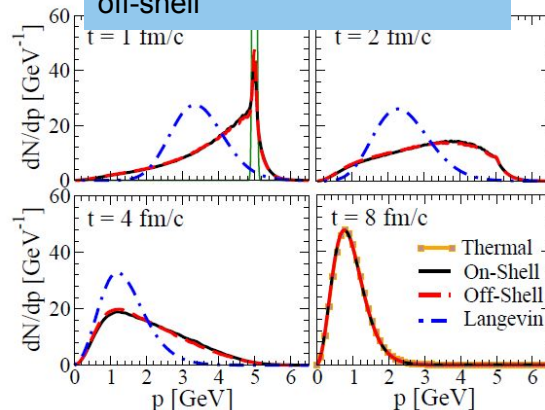 off-shell
60
40
20
0
dN/dp [GeV⁻¹]
t = 1 fm/c
t = 2 fm/c
60
40
20
0
dN/dp [GeV⁻¹]
t = 4 fm/c
t = 8 fm/c
Thermal
On-Shell
Off-Shell
Langevin
0 1 2 3 4 5 6
p [GeV]
0 1 2 3 4 5 6
p [GeV]